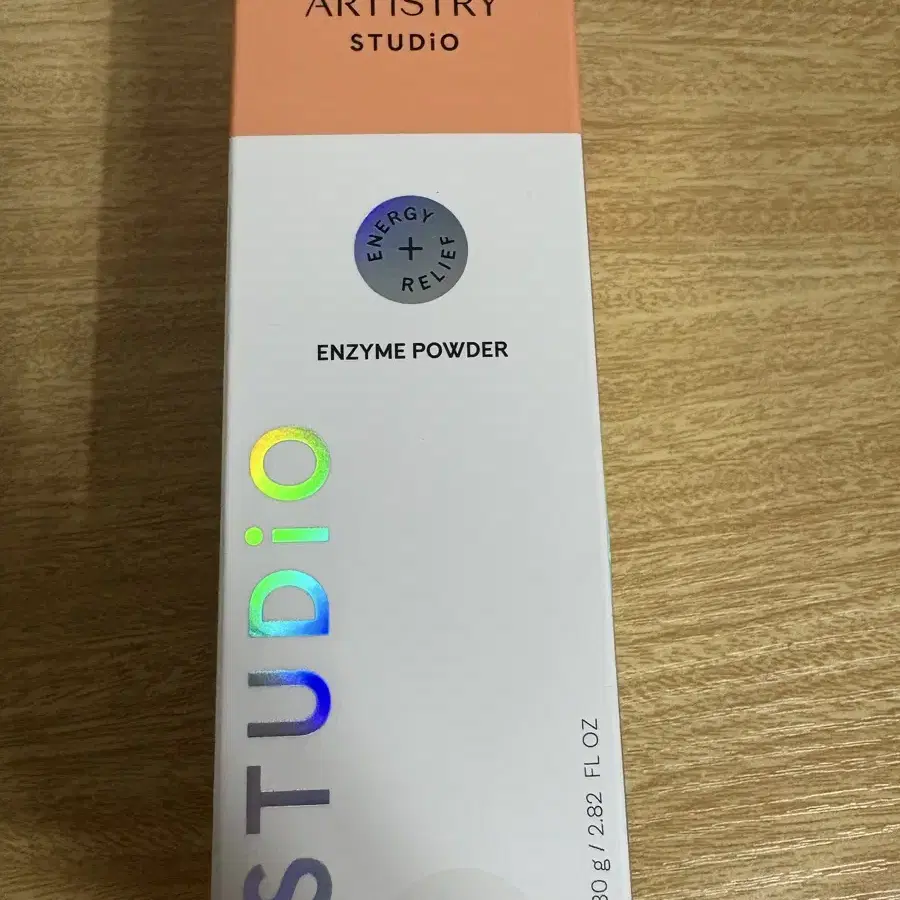 ARTISTRY
STUDiO
ENERGY + RELIEF
ENZYME POWDER
STUDiO
80 g / 2.82 FL OZ